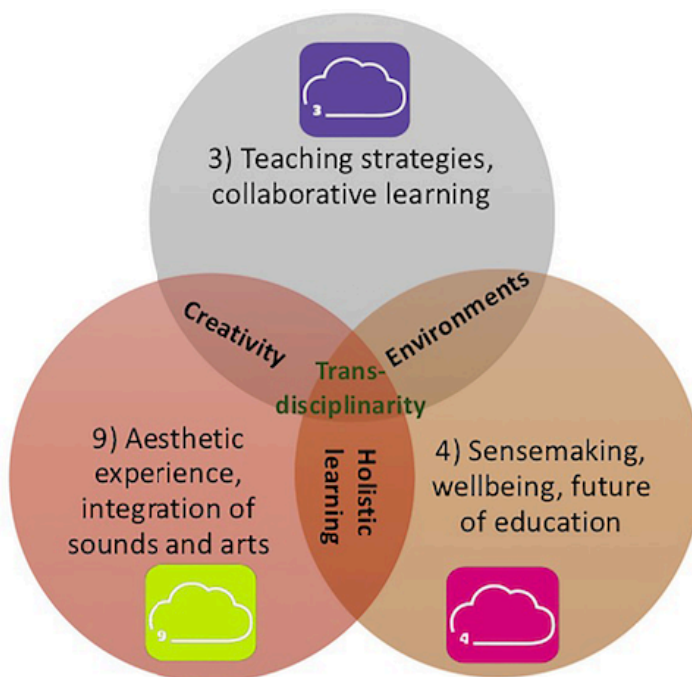 3
3) Teaching strategies,
collaborative learning
Creativity
Environments
Trans-
disciplinarity
9) Aesthetic
experience,
integration of
sounds and arts
Holistic
learning
4) Sensemaking,
wellbeing, future
of education
9
4